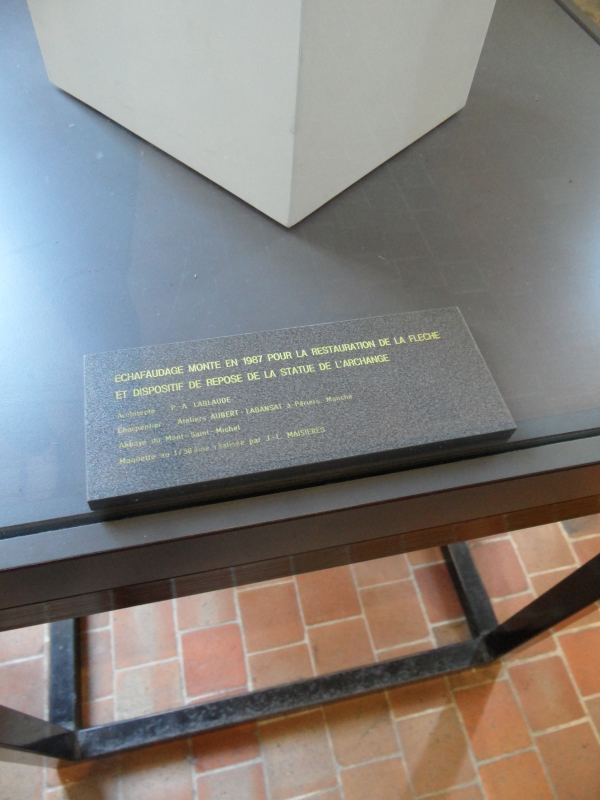 ECHAFAUDAGE MONTE EN 1987 POUR LA RESTAURATION DE LA FLECHE
ET DISPOSITIF DE REPOSE DE LA STATUE DE L'ARCHANGE
Architecte P.-A. LABLAUDE
Charpentier Ateliers AUBERT-LABANSAT à Périers, Manche
Abbaye du Mont-Saint-Michel
Maquette au 1/50 ème réalisée par J.-L. MAISIERES